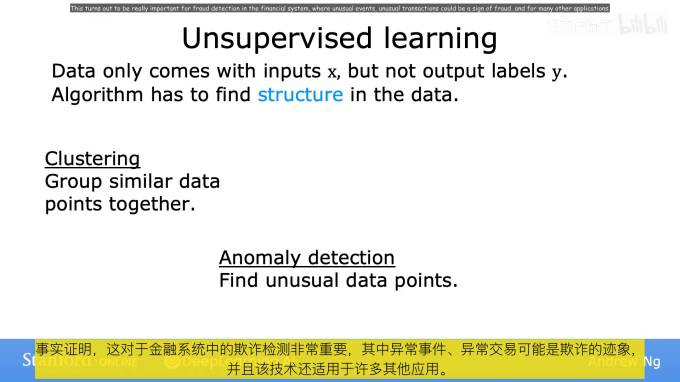 This turns out to be really important for fraud detection in the financial system, where unusual events, unusual transactions could be a sign of fraud, and for many other applications.
bilibili
Unsupervised learning
Data only comes with inputs x, but not output labels y.
Algorithm has to find structure in the data.
Clustering
Group similar data
points together.
Anomaly detection
Find unusual data points.
事实证明，这对于金融系统中的欺诈检测非常重要，其中异常事件、异常交易可能是欺诈的迹象，
并且该技术还适用于许多其他应用。
Stanford ONLINE
Andrew Ng